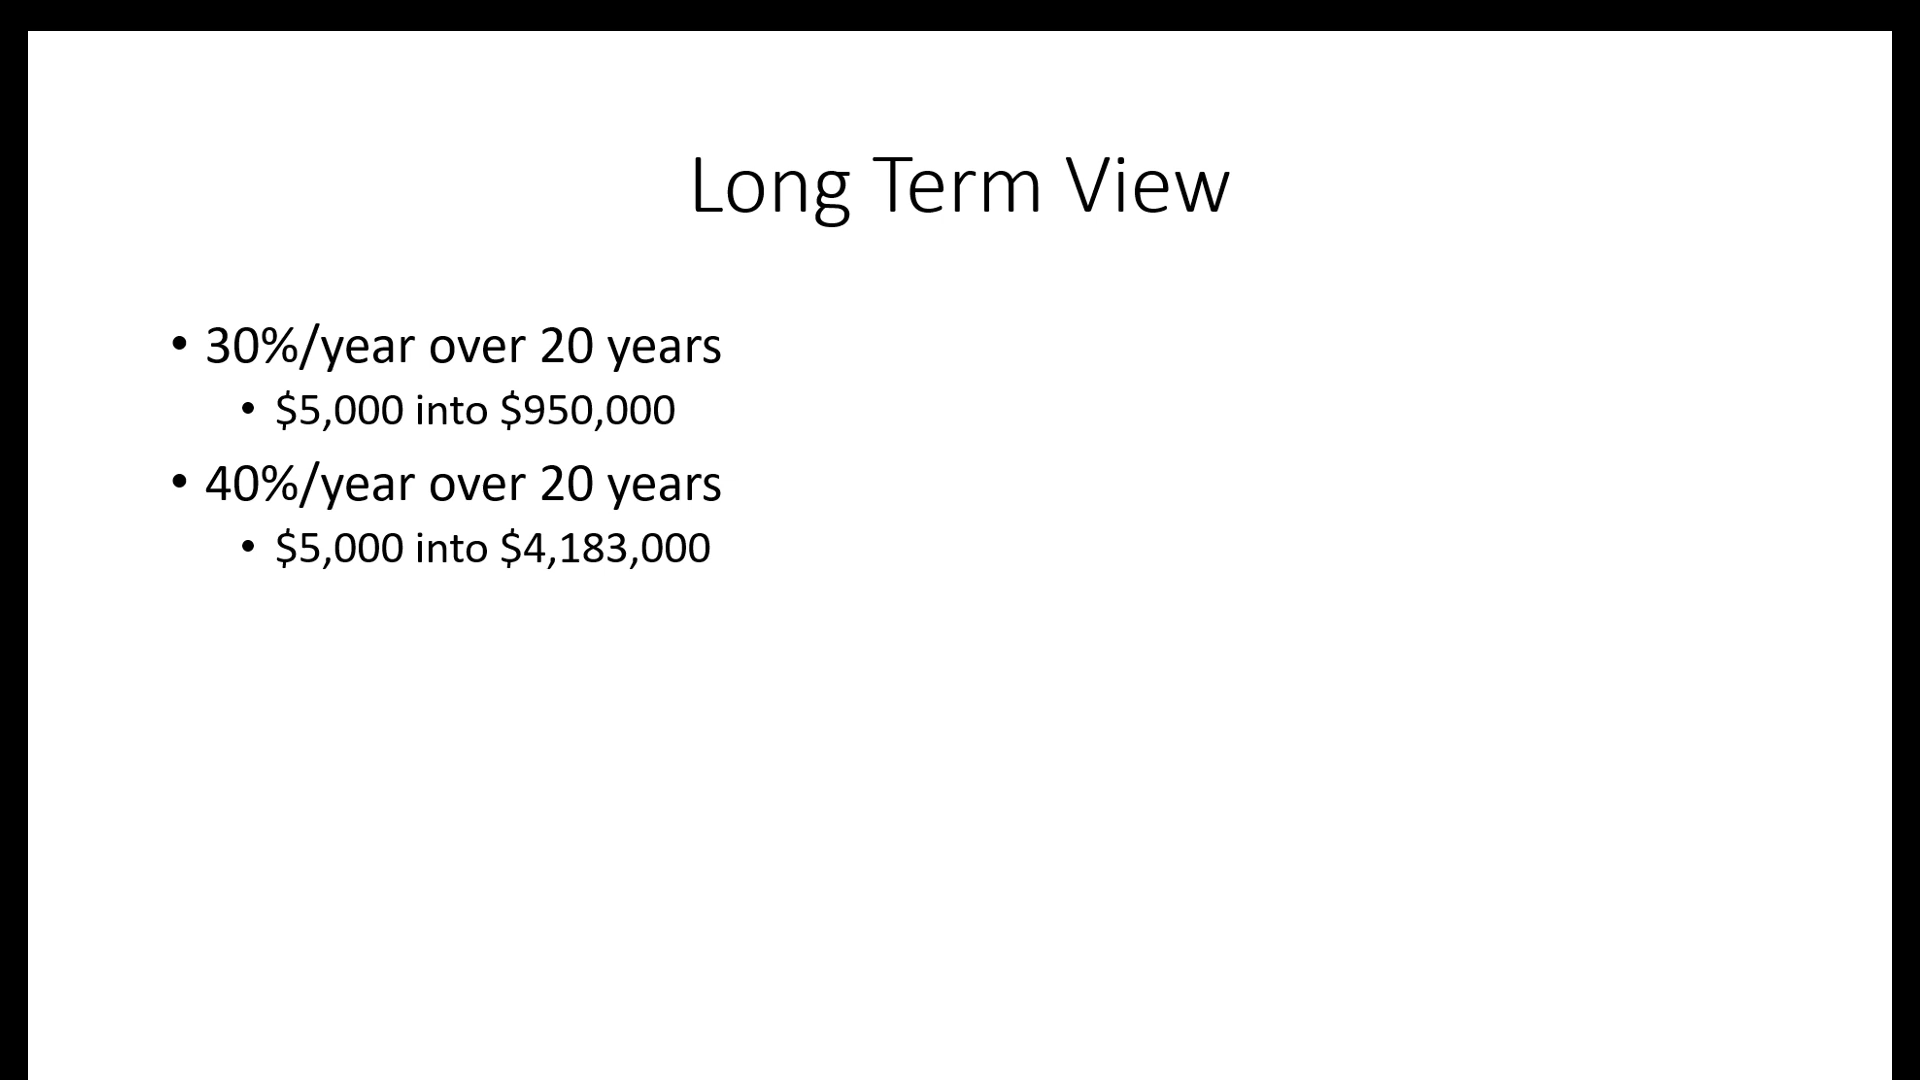 Long Term View
• 30%/year over 20 years
• $5,000 into $950,000
• 40%/year over 20 years
• $5,000 into $4,183,000